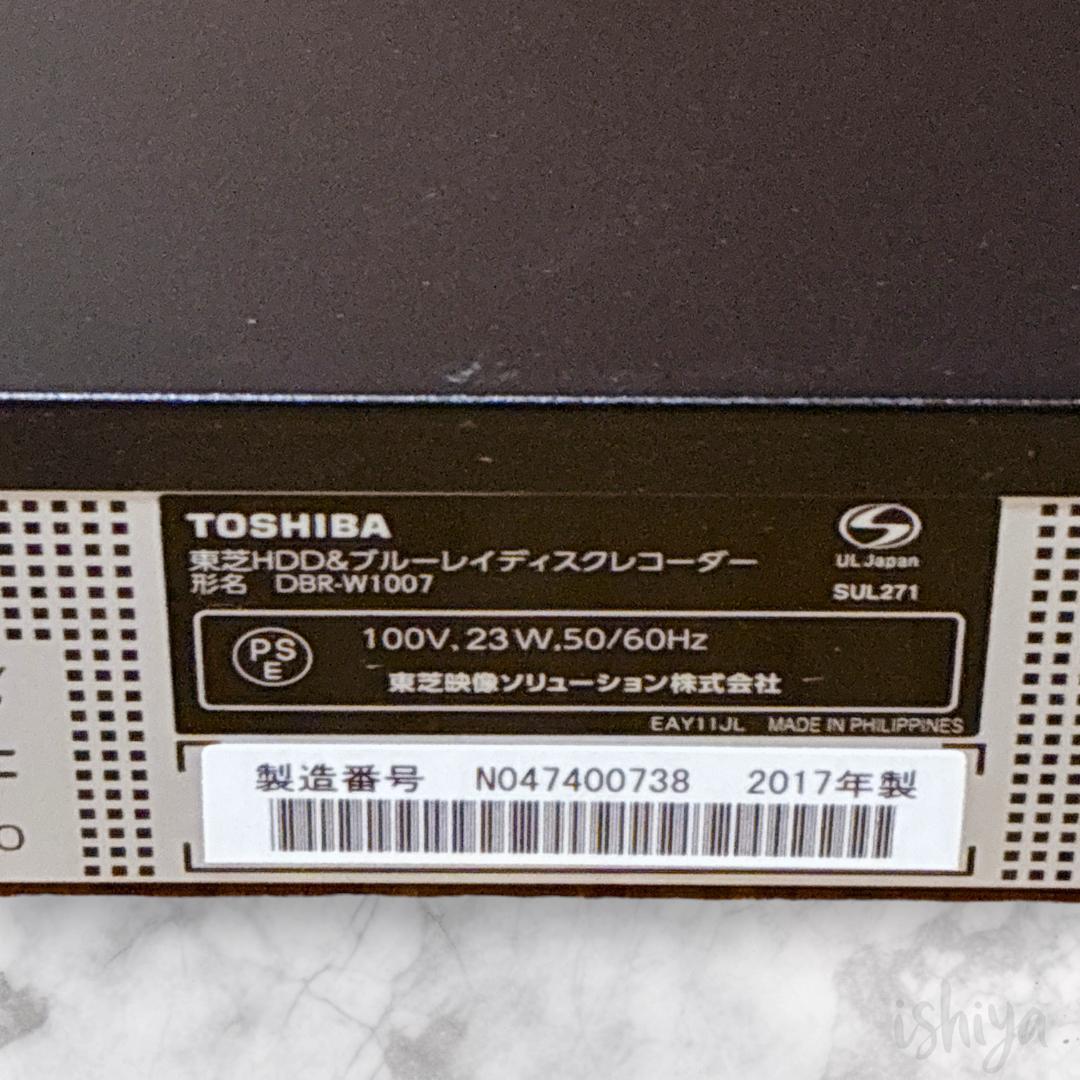 TOSHIBA
東芝HDD&ブルーレイディスクレコーダー
形名 DBR-W1007
UL Japan
SUL271
PSE
100V, 23W, 50/60Hz
東芝映像ソリューション株式会社
EAY11JL MADE IN PHILIPPINES
製造番号 N047400738 2017年製
ishiya.